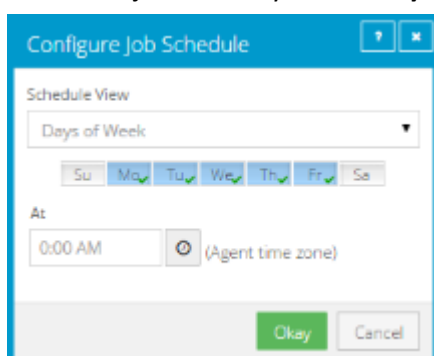 Configure Job Schedule ? ×
Schedule View
Days of Week
Su Mo Tu We Th Fr Sa
At
0:00 AM (Agent time zone)
Okay Cancel